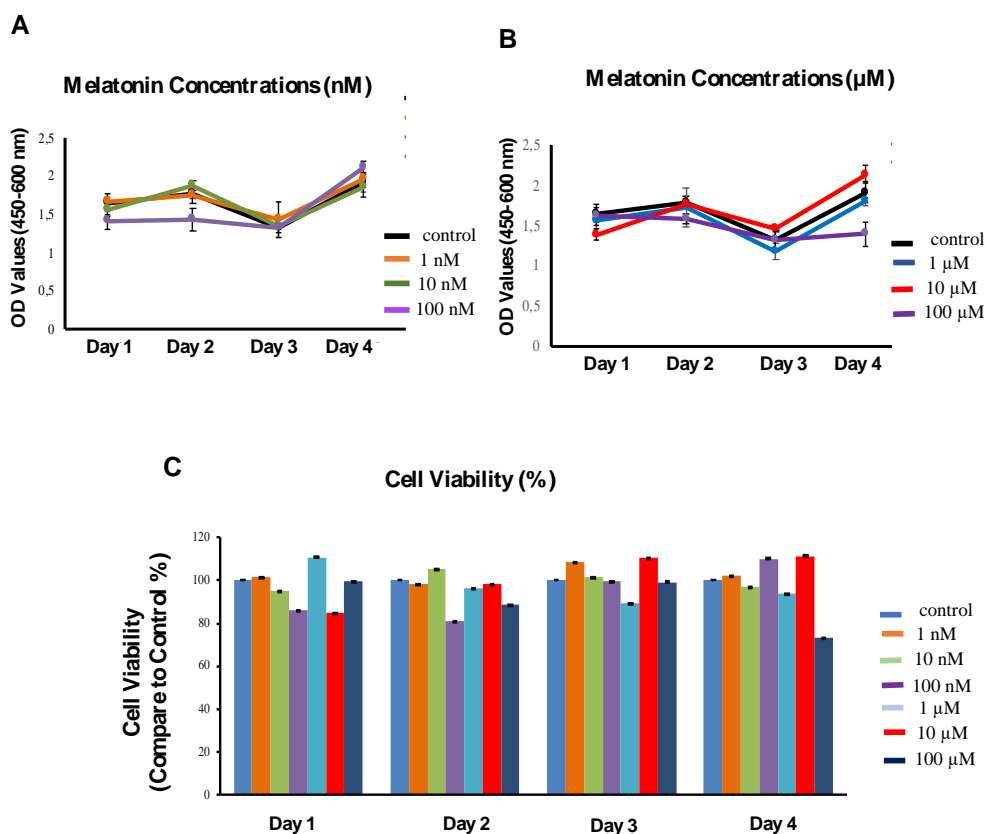 A
Melatonin Concentrations (nM)
OD Values (450-600 nm)
2,5
2
1,5
1
0,5
0
Day 1
Day 2
Day 3
Day 4
control
1 nM
10 nM
100 nM
B
Melatonin Concentrations (µM)
OD Values (450-600 nm)
2.5
2
1.5
1
0,5
0
Day 1
Day 2
Day 3
Day 4
control
1 µM
10 µM
100 µM
C
Cell Viability (%)
Cell Viability
(Compare to Control %)
120
100
80
60
40
20
0
Day 1
Day 2
Day 3
Day 4
control
1 nM
10 nM
100 nM
1 µM
10 µM
100 µM